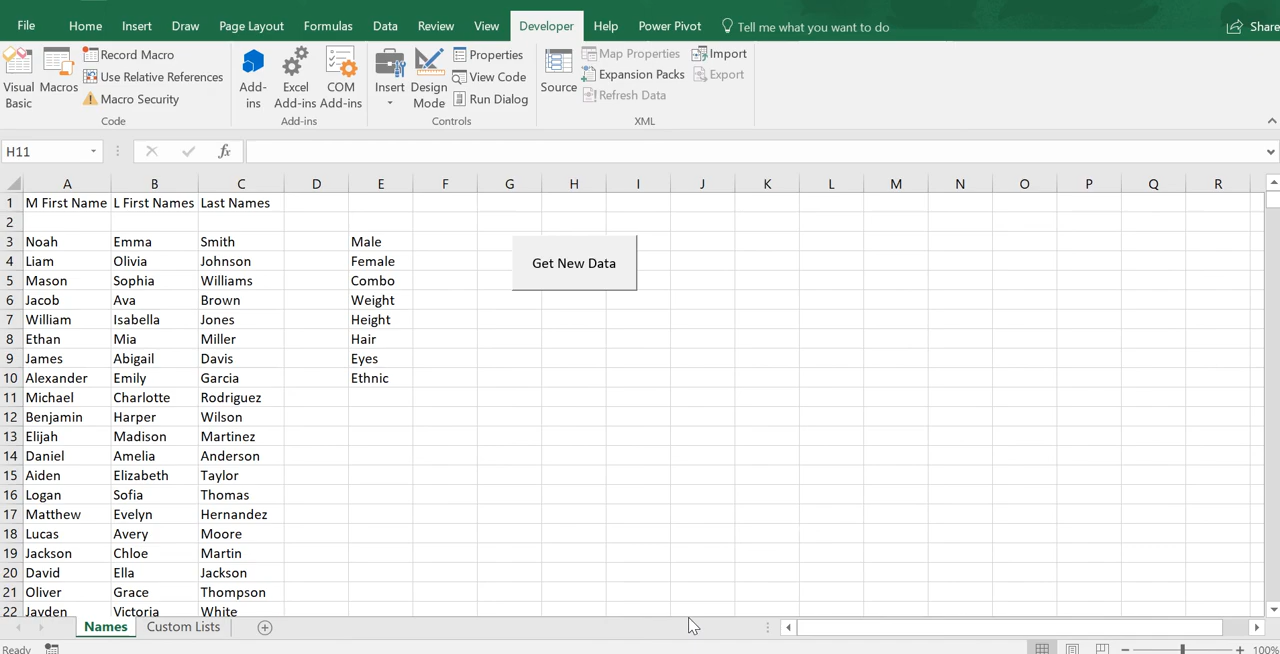 File Home Insert Draw Page Layout Formulas Data Review View Developer Help Power Pivot Tell me what you want to do Share
Visual Basic
Macros
Record Macro
Use Relative References
Macro Security
Code
Add-ins
Excel Add-ins
COM Add-ins
Add-ins
Insert
Design Mode
Properties
View Code
Run Dialog
Controls
Source
Map Properties
Expansion Packs
Refresh Data
Import
Export
XML
H11 fx
A B C D E F G H I J K L M N O P Q R
1 M First Name L First Names Last Names
2
3 Noah Emma Smith Male
4 Liam Olivia Johnson Female
Get New Data
5 Mason Sophia Williams Combo
6 Jacob Ava Brown Weight
7 William Isabella Jones Height
8 Ethan Mia Miller Hair
9 James Abigail Davis Eyes
10 Alexander Emily Garcia Ethnic
11 Michael Charlotte Rodriguez
12 Benjamin Harper Wilson
13 Elijah Madison Martinez
14 Daniel Amelia Anderson
15 Aiden Elizabeth Taylor
16 Logan Sofia Thomas
17 Matthew Evelyn Hernandez
18 Lucas Avery Moore
19 Jackson Chloe Martin
20 David Ella Jackson
21 Oliver Grace Thompson
22 Jayden Victoria White
Names Custom Lists
Ready 100%